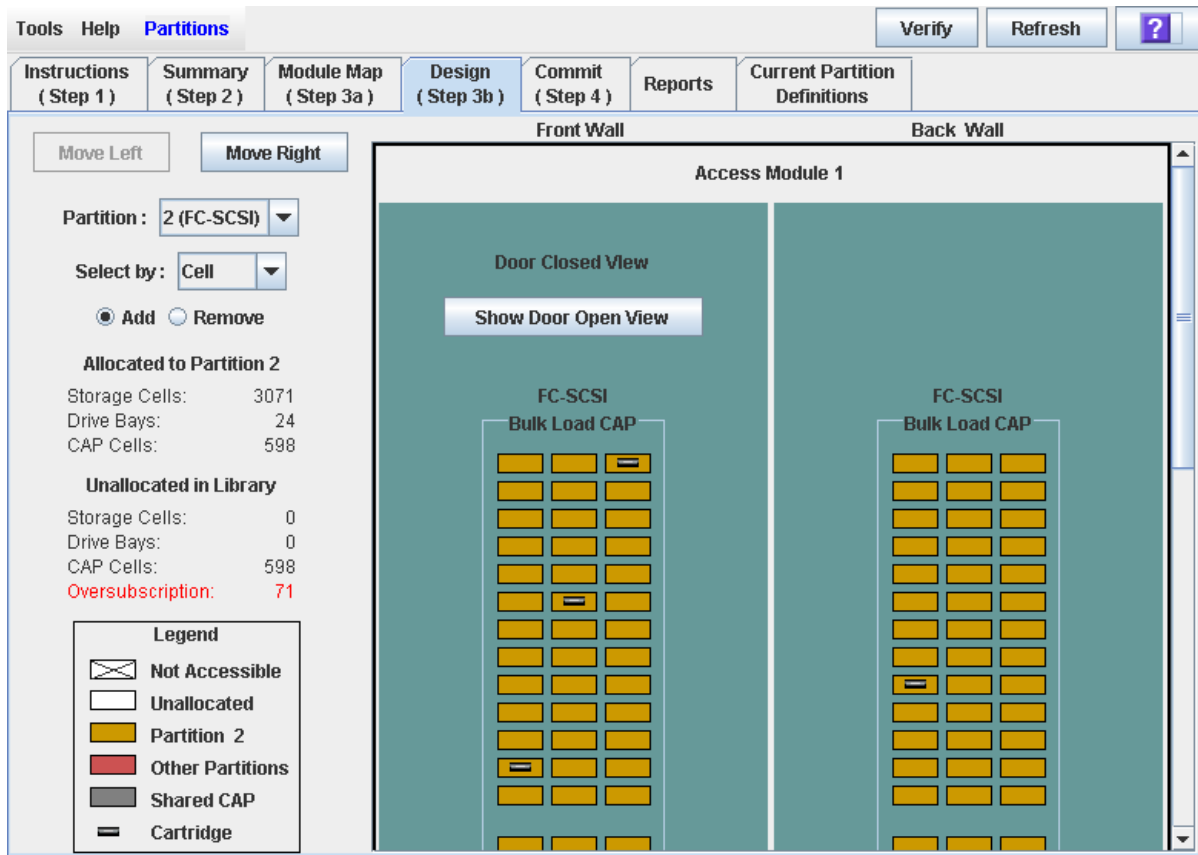 Tools Help Partitions
Verify Refresh ?
Instructions ( Step 1 )
Summary ( Step 2 )
Module Map ( Step 3a )
Design ( Step 3b )
Commit ( Step 4 )
Reports
Current Partition Definitions
Move Left Move Right
Partition : 2 (FC-SCSI)
Select by : Cell
Add Remove
Allocated to Partition 2
Storage Cells: 3071
Drive Bays: 24
CAP Cells: 598
Unallocated in Library
Storage Cells: 0
Drive Bays: 0
CAP Cells: 598
Oversubscription: 71
Legend
Not Accessible
Unallocated
Partition 2
Other Partitions
Shared CAP
Cartridge
Front Wall Back Wall
Access Module 1
Door Closed View
Show Door Open View
FC-SCSI
Bulk Load CAP
FC-SCSI
Bulk Load CAP